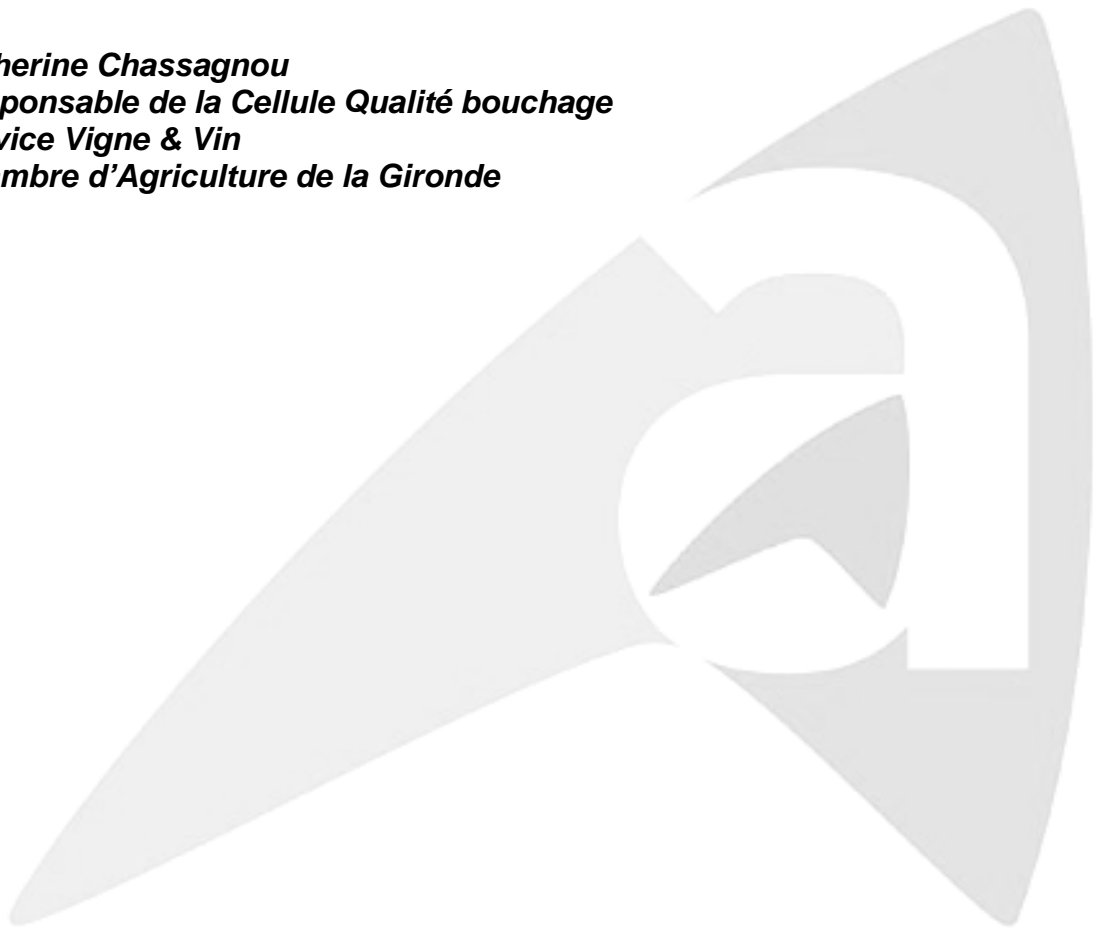 herine Chassagnou
ponsable de la Cellule Qualité bouchage
vice Vigne & Vin
mbre d’Agriculture de la Gironde
a